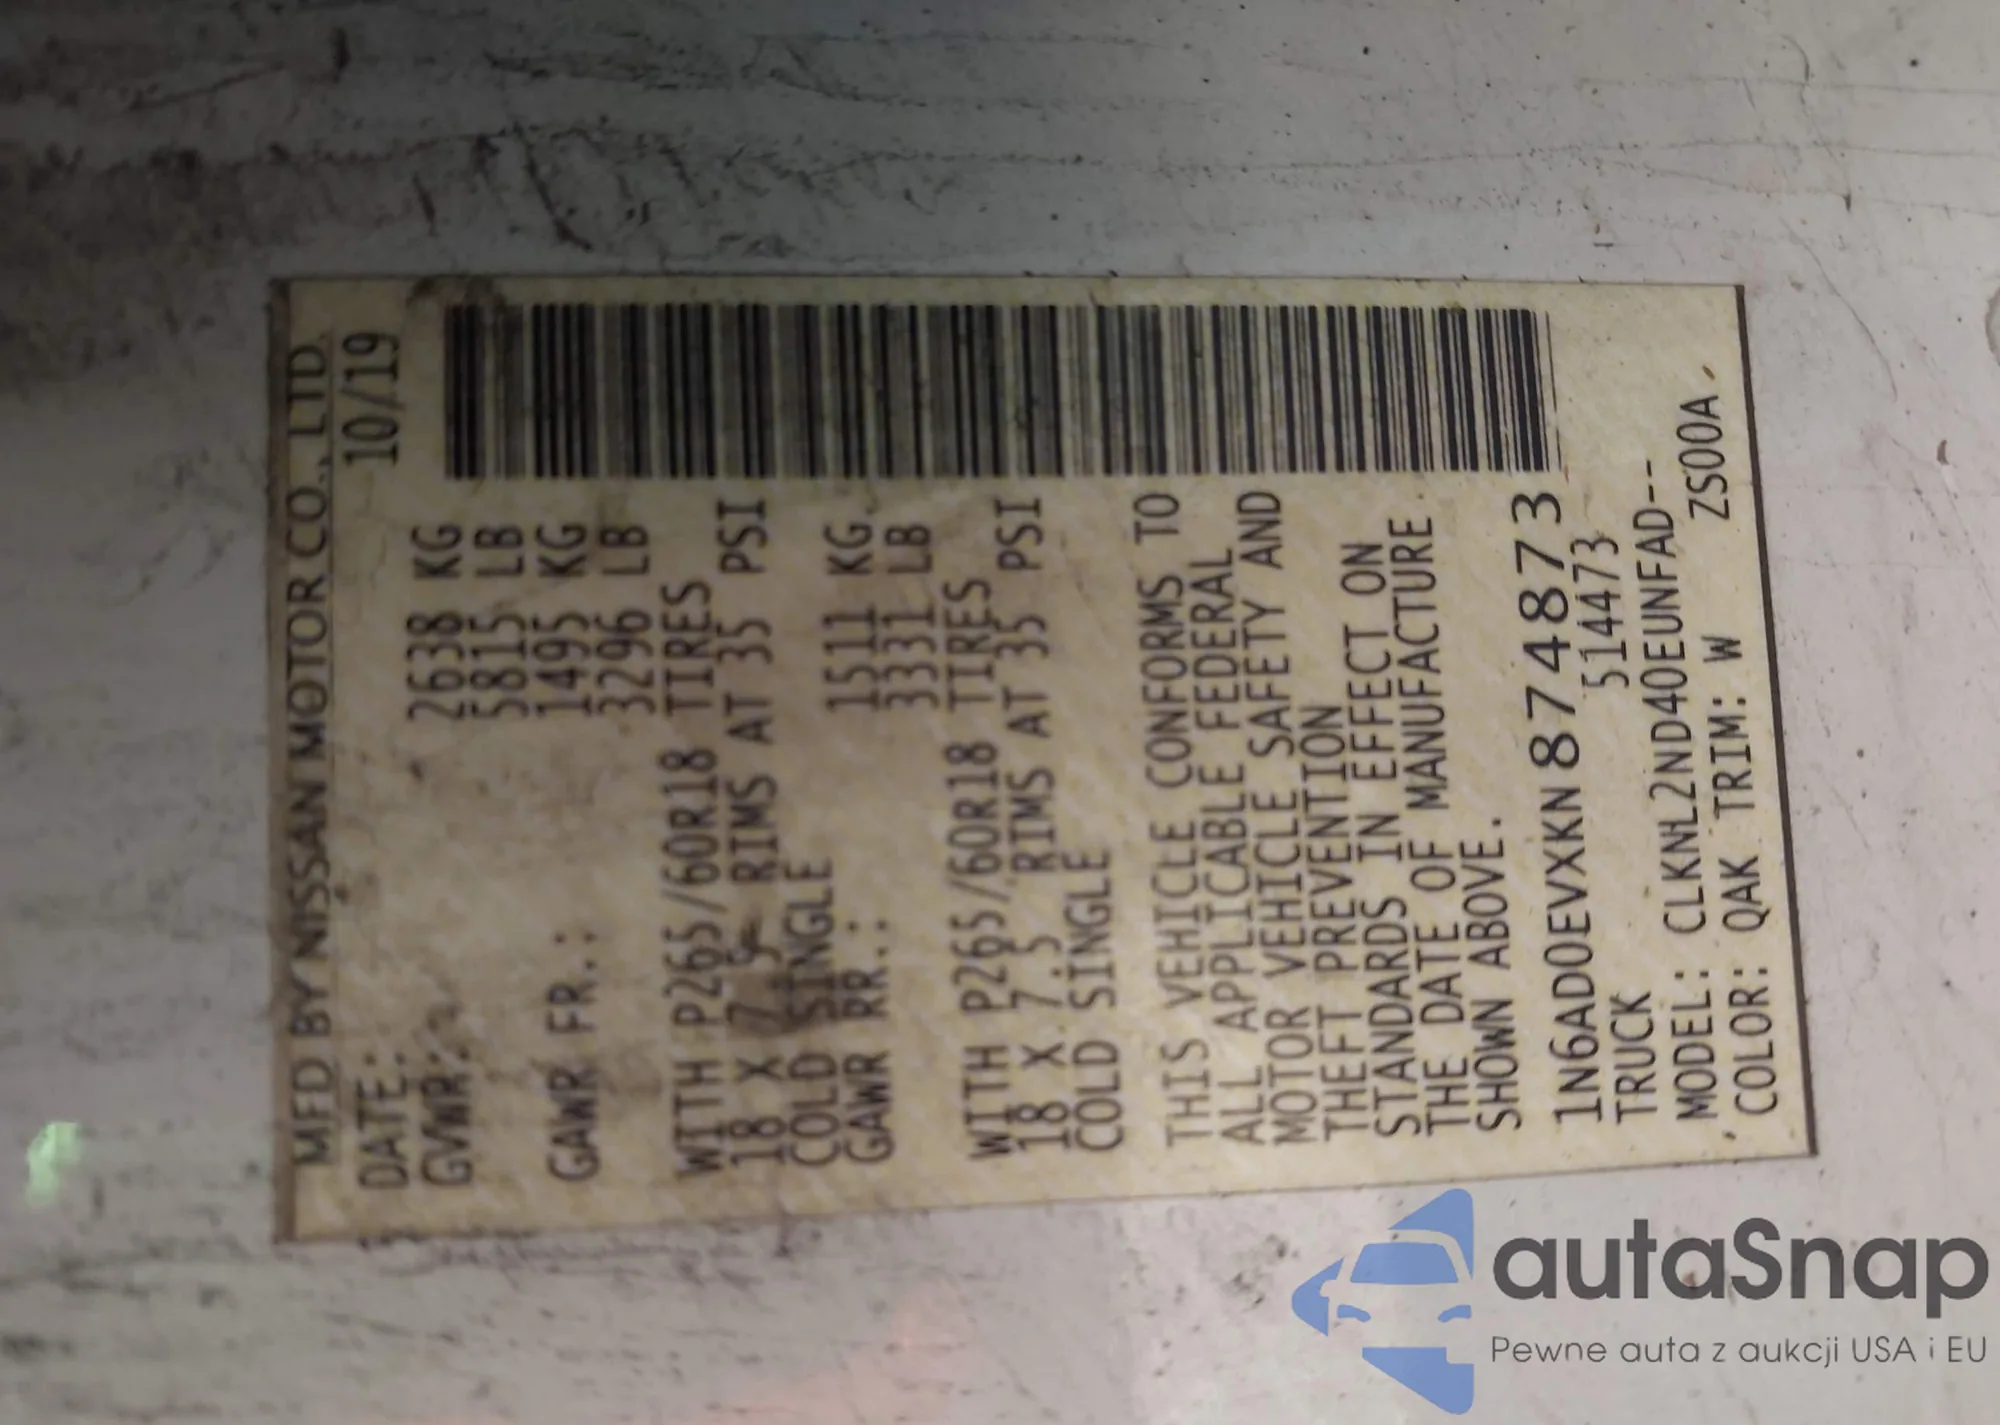 MFD BY NISSAN MOTOR CO., LTD.
DATE: 10/19
GVWR: 2638 KG
5815 LB
GAWR FR.: 1495 KG
3296 LB
WITH P265/60R18 TIRES
18 X 7.5 RIMS AT 35 PSI
COLD SINGLE
GAWR RR.: 1511 KG
3331 LB
WITH P265/60R18 TIRES
18 X 7.5 RIMS AT 35 PSI
COLD SINGLE
THIS VEHICLE CONFORMS TO
ALL APPLICABLE FEDERAL
MOTOR VEHICLE SAFETY AND
THEFT PREVENTION
STANDARDS IN EFFECT ON
THE DATE OF MANUFACTURE
SHOWN ABOVE.
1N6AD0EVXKN874873
TRUCK 514473
MODEL: CLKNHL2ND40EUNFAD--
COLOR: QAK TRIM: W ZS00A
autaSnap
Pewne auta z aukcji USA i EU